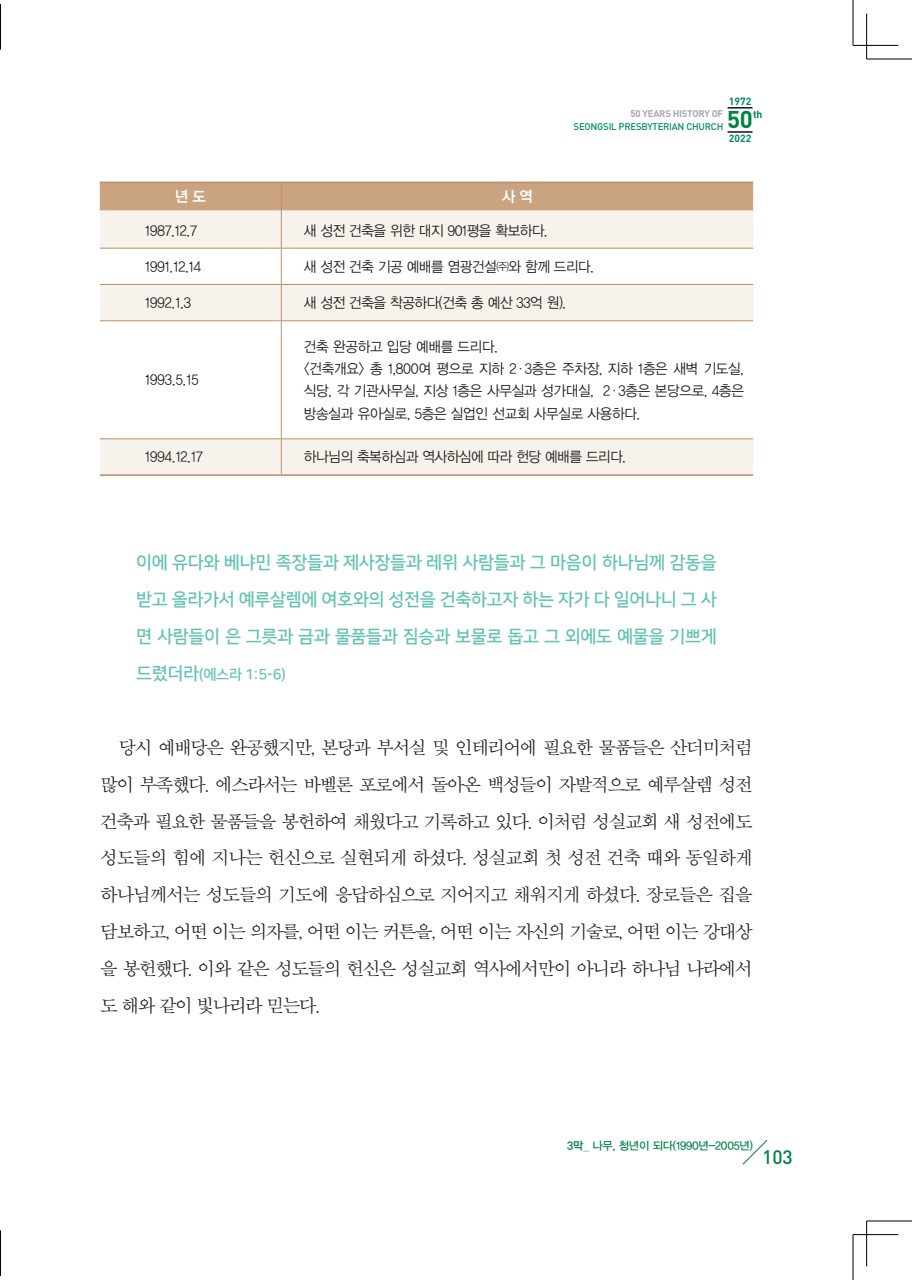 1972
50 YEARS HISTORY OF
50th
SEONGSIL PRESBYTERIAN CHURCH
2022
년 도 사 역
1987.12.7 새 성전 건축을 위한 대지 901평을 확보하다.
1991.12.14 새 성전 건축 기공 예배를 염광건설㈜와 함께 드리다.
1992.1.3 새 성전 건축을 착공하다(건축 총 예산 33억 원).
건축 완공하고 입당 예배를 드리다.
1993.5.15 〈건축개요〉 총 1,800여 평으로 지하 2·3층은 주차장, 지하 1층은 새벽 기도실,
식당, 각 기관사무실, 지상 1층은 사무실과 성가대실, 2·3층은 본당으로, 4층은
방송실과 유아실로, 5층은 실업인 선교회 사무실로 사용하다.
1994.12.17 하나님의 축복하심과 역사하심에 따라 헌당 예배를 드리다.
이에 유다와 베냐민 족장들과 제사장들과 레위 사람들과 그 마음이 하나님께 감동을
받고 올라가서 예루살렘에 여호와의 성전을 건축하고자 하는 자가 다 일어나니 그 사
면 사람들이 은 그릇과 금과 물품들과 짐승과 보물로 돕고 그 외에도 예물을 기쁘게
드렸더라(에스라 1:5-6)
당시 예배당은 완공했지만, 본당과 부서실 및 인테리어에 필요한 물품들은 산더미처럼
많이 부족했다. 에스라서는 바벨론 포로에서 돌아온 백성들이 자발적으로 예루살렘 성전
건축과 필요한 물품들을 봉헌하여 채웠다고 기록하고 있다. 이처럼 성실교회 새 성전에도
성도들의 힘에 지나는 헌신으로 실현되게 하셨다. 성실교회 첫 성전 건축 때와 동일하게
하나님께서는 성도들의 기도에 응답하심으로 지어지고 채워지게 하셨다. 장로들은 집을
담보하고, 어떤 이는 의자를, 어떤 이는 커튼을, 어떤 이는 자신의 기술로, 어떤 이는 강대상
을 봉헌했다. 이와 같은 성도들의 헌신은 성실교회 역사에서만이 아니라 하나님 나라에서
도 해와 같이 빛나리라 믿는다.
3막_ 나무, 청년이 되다(1990년-2005년) 103